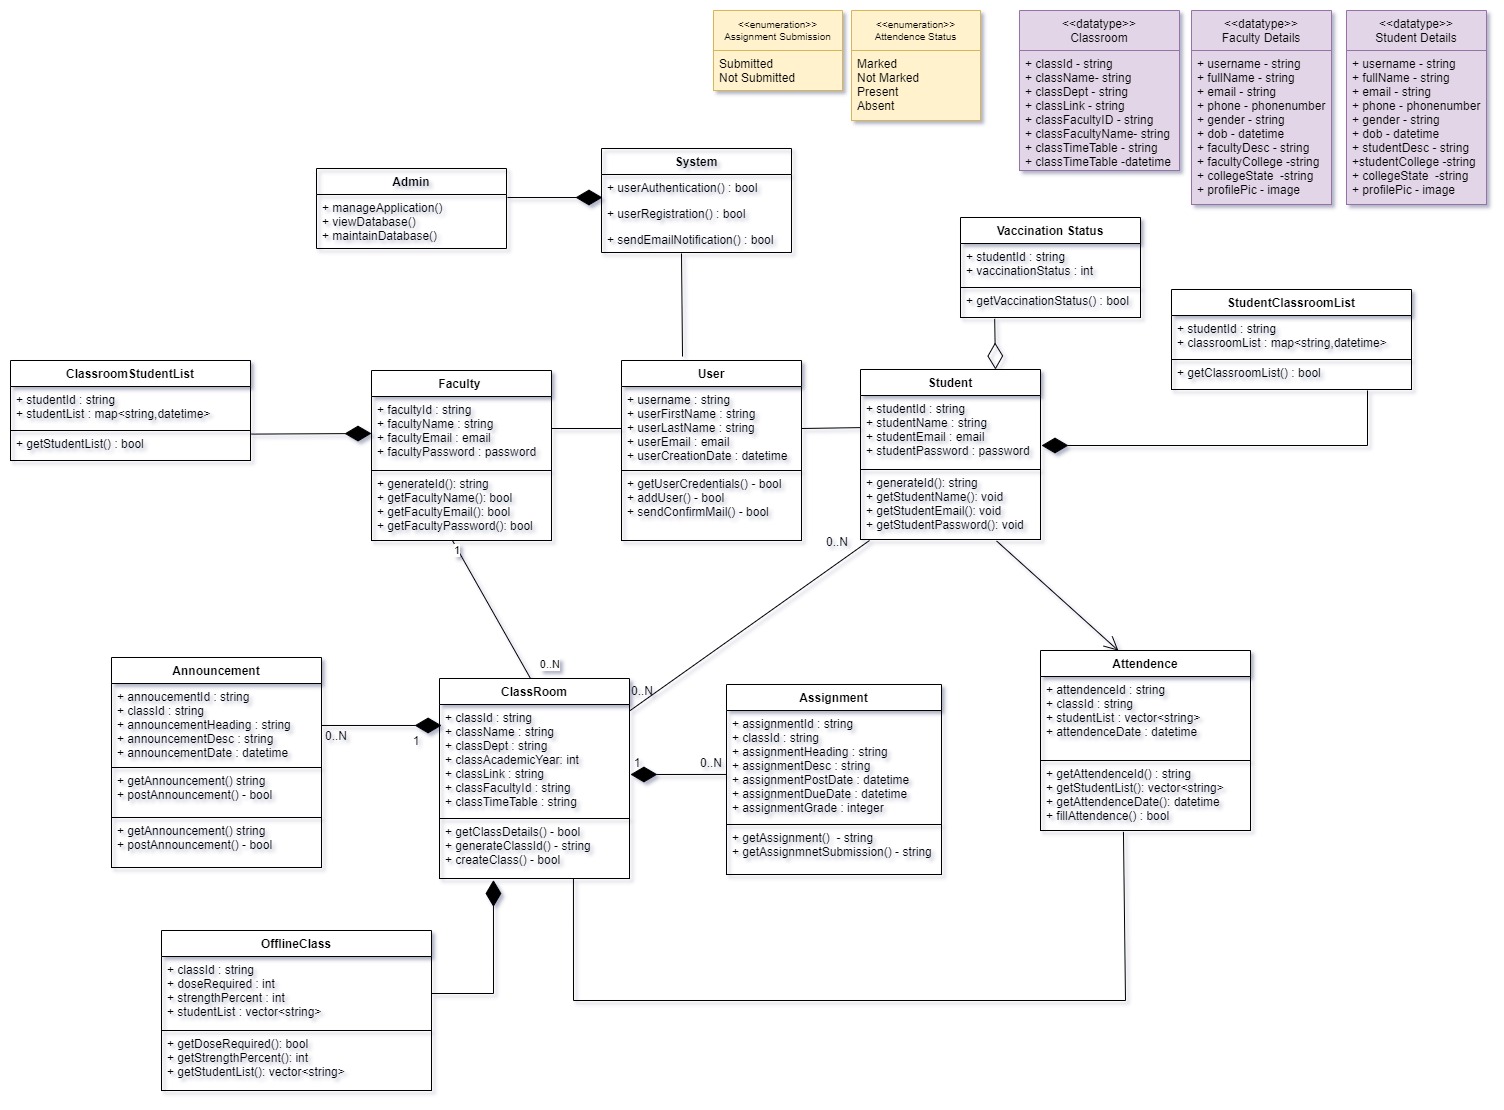 <<enumeration>>
Assignment Submission
Submitted
Not Submitted
<<enumeration>>
Attendence Status
Marked
Not Marked
Present
Absent
<<datatype>>
Classroom
+ classId - string
+ className- string
+ classDept - string
+ classLink - string
+ classFacultyID - string
+ classFacultyName- string
+ classTimeTable - string
+ classTimeTable -datetime
<<datatype>>
Faculty Details
+ username - string
+ fullName - string
+ email - string
+ phone - phonenumber
+ gender - string
+ dob - datetime
+ facultyDesc - string
+ facultyCollege -string
+ collegeState  -string
+ profilePic - image
<<datatype>>
Student Details
+ username - string
+ fullName - string
+ email - string
+ phone - phonenumber
+ gender - string
+ dob - datetime
+ studentDesc - string
+studentCollege -string
+ collegeState  -string
+ profilePic - image
Admin
+ manageApplication()
+ viewDatabase()
+ maintainDatabase()
System
+ userAuthentication() : bool
+ userRegistration() : bool
+ sendEmailNotification() : bool
Vaccination Status
+ studentId : string
+ vaccinationStatus : int
+ getVaccinationStatus() : bool
StudentClassroomList
+ studentId : string
+ classroomList : map<string,datetime>
+ getClassroomList() : bool
ClassroomStudentList
+ studentId : string
+ studentList : map<string,datetime>
+ getStudentList() : bool
Faculty
+ facultyId : string
+ facultyName : string
+ facultyEmail : email
+ facultyPassword : password
+ generateId(): string
+ getFacultyName(): bool
+ getFacultyEmail(): bool
+ getFacultyPassword(): bool
User
+ username : string
+ userFirstName : string
+ userLastName : string
+ userEmail : email
+ userCreationDate : datetime
+ getUserCredentials() - bool
+ addUser() - bool
+ sendConfirmMail() - bool
Student
+ studentId : string
+ studentName : string
+ studentEmail : email
+ studentPassword : password
+ generateId(): string
+ getStudentName(): void
+ getStudentEmail(): void
+ getStudentPassword(): void
1
0..N
0..N
0..N
Announcement
+ annoucementId : string
+ classId : string
+ announcementHeading : string
+ announcementDesc : string
+ announcementDate : datetime
+ getAnnouncement() string
+ postAnnouncement() - bool
+ getAnnouncement() string
+ postAnnouncement() - bool
0..N
1
ClassRoom
+ classId : string
+ className : string
+ classDept : string
+ classAcademicYear: int
+ classLink : string
+ classFacultyId : string
+ classTimeTable : string
+ getClassDetails() - bool
+ generateClassId() - string
+ createClass() - bool
1
0..N
Assignment
+ assignmentId : string
+ classId : string
+ assignmentHeading : string
+ assignmentDesc : string
+ assignmentPostDate : datetime
+ assignmentDueDate : datetime
+ assignmentGrade : integer
+ getAssignment()  - string
+ getAssignmnetSubmission() - string
Attendence
+ attendenceId : string
+ classId : string
+ studentList : vector<string>
+ attendenceDate : datetime
+ getAttendenceId() : string
+ getStudentList(): vector<string>
+ getAttendenceDate(): datetime
+ fillAttendence() : bool
OfflineClass
+ classId : string
+ doseRequired : int
+ strengthPercent : int
+ studentList : vector<string>
+ getDoseRequired(): bool
+ getStrengthPercent(): int
+ getStudentList(): vector<string>